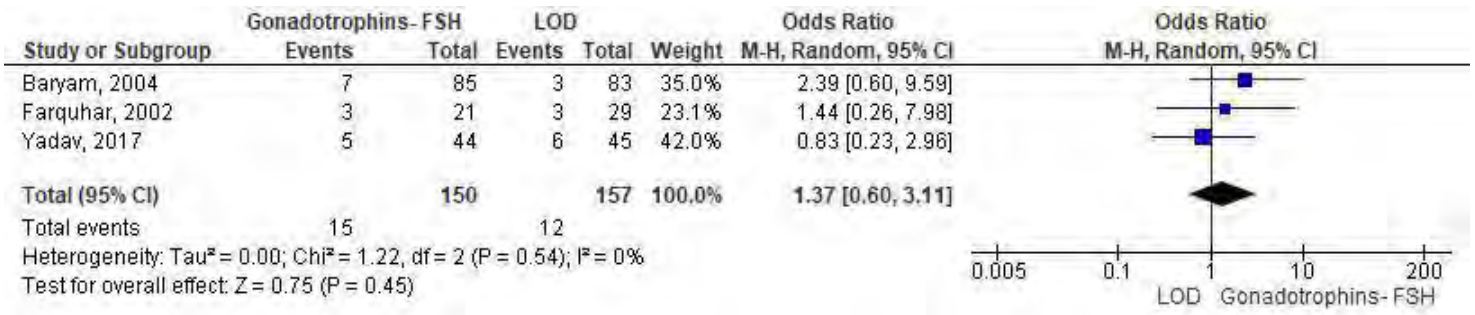 Gonadotrophins- FSH LOD Odds Ratio Odds Ratio
Study or Subgroup Events Total Events Total Weight M-H, Random, 95% CI M-H, Random, 95% CI
Baryam, 2004 7 85 3 83 35.0% 2.39 [0.60, 9.59]
Farquhar, 2002 3 21 3 29 23.1% 1.44 [0.26, 7.98]
Yadav, 2017 5 44 6 45 42.0% 0.83 [0.23, 2.96]
Total (95% CI) 150 157 100.0% 1.37 [0.60, 3.11]
Total events 15 12
Heterogeneity: Tau² = 0.00; Chi² = 1.22, df = 2 (P = 0.54); I² = 0%
Test for overall effect: Z = 0.75 (P = 0.45)
0.005 0.1 1 10 200
LOD Gonadotrophins- FSH